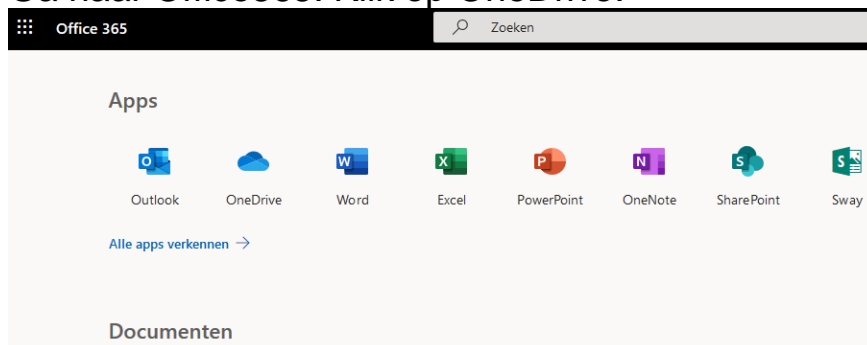 Office 365
Zoeken
Apps
Outlook OneDrive Word Excel PowerPoint OneNote SharePoint Sway
Alle apps verkennen →
Documenten